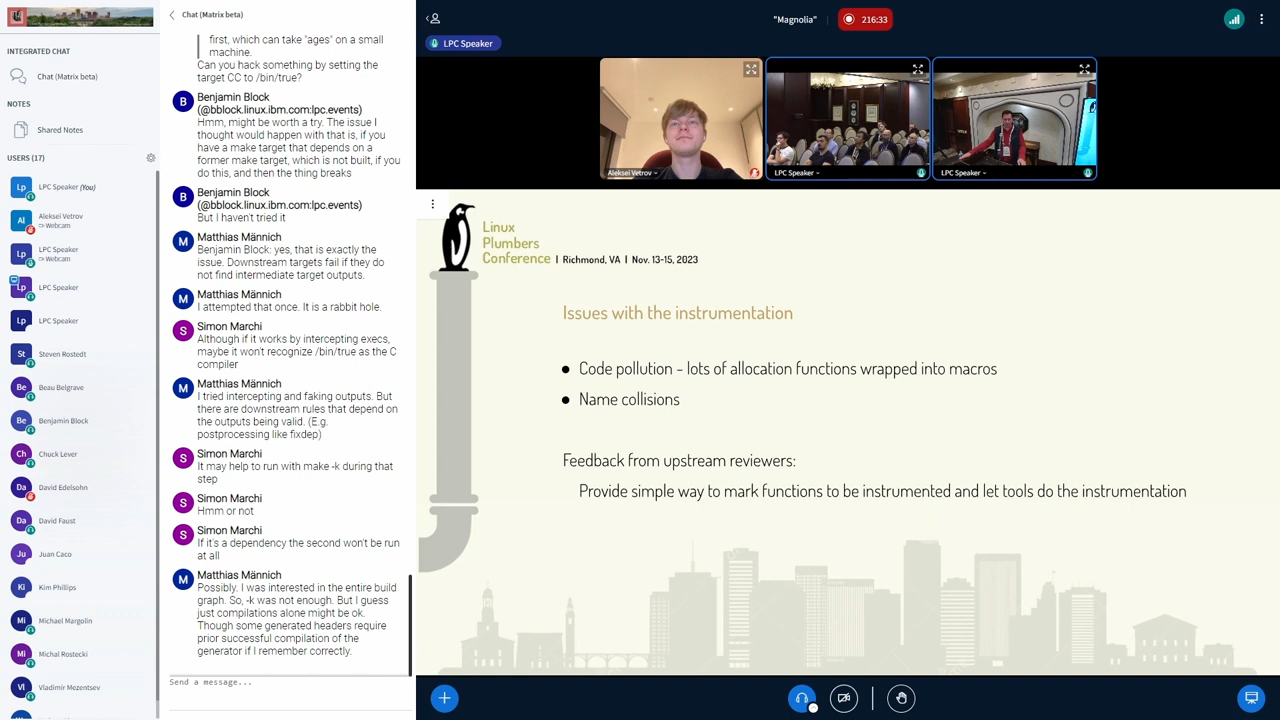 INTEGRATED CHAT
Chat (Matrix beta)
NOTES
Shared Notes
USERS (17)
Lp LPC Speaker (You)
Al Aleksei Vetrov
Webcam
Lp LPC Speaker
Webcam
Lp LPC Speaker
Lp LPC Speaker
St Steven Rostedt
Be Beau Belgrave
Be Benjamin Block
Ch Chuck Lever
Da David Edelsohn
Da David Faust
Ju Juan Caco
Ki Kim Phillips
Mi Michael Margolin
Mi Michal Rostecki
Vl Vladimir Mezentsev
Chat (Matrix beta)
first, which can take "ages" on a small
machine.
Can you hack something by setting the
target CC to /bin/true?
B Benjamin Block
(@bblock.linux.ibm.com:lpc.events)
Hmm, might be worth a try. The issue I
thought would happen with that is, if you
have a make target that depends on a
former make target, which is not built, if you
do this, and then the thing breaks
B Benjamin Block
(@bblock.linux.ibm.com:lpc.events)
But I haven't tried it
M Matthias Männich
Benjamin Block: yes, that is exactly the
issue. Downstream targets fail if they do
not find intermediate target outputs.
M Matthias Männich
I attempted that once. It is a rabbit hole.
S Simon Marchi
Although if it works by intercepting execs,
maybe it won't recognize /bin/true as the C
compiler
M Matthias Männich
I tried intercepting and faking outputs. But
there are downstream rules that depend on
the outputs being valid. (E.g.
postprocessing like fixdep)
S Simon Marchi
It may help to run with make -k during that
step
S Simon Marchi
Hmm or not
S Simon Marchi
If it's a dependency the second won't be run
at all
M Matthias Männich
Possibly. I was interested in the entire build
graph. So, -k was not enough. But I guess
just compilations alone might be ok.
Though some generated headers require
prior successful compilation of the
generator if I remember correctly.
Send a message...
"Magnolia"
216:33
LPC Speaker
Aleksei Vetrov
LPC Speaker
LPC Speaker
Linux
Plumbers
Conference | Richmond, VA | Nov. 13-15, 2023
Issues with the instrumentation
● Code pollution - lots of allocation functions wrapped into macros
● Name collisions
Feedback from upstream reviewers:
Provide simple way to mark functions to be instrumented and let tools do the instrumentation